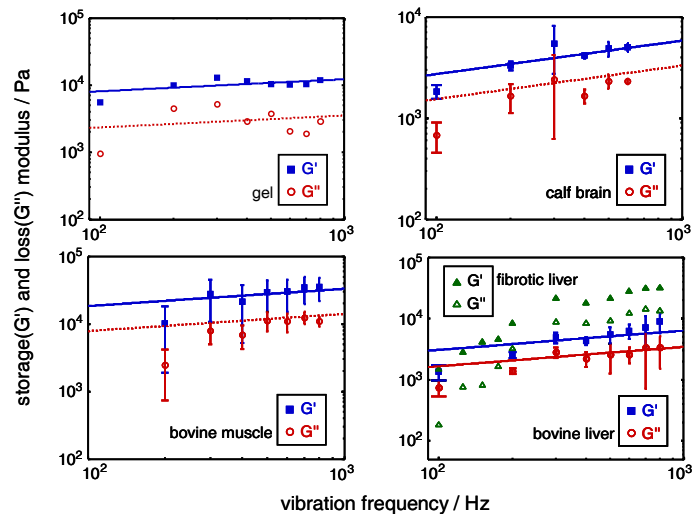 storage(G') and loss(G'') modulus / Pa
10^5
10^4
10^3
10^2
10^2
10^3
gel
G'
G''
10^4
10^3
10^2
10^2
10^3
calf brain
G'
G''
10^5
10^4
10^3
10^2
10^2
10^3
bovine muscle
G'
G''
10^5
10^4
10^3
10^2
10^2
10^3
G' fibrotic liver
G''
bovine liver
G'
G''
vibration frequency / Hz